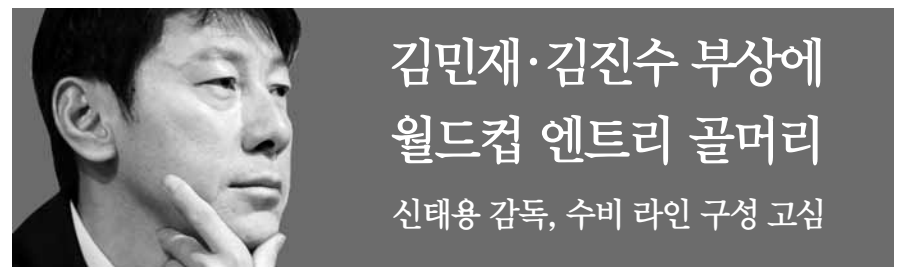 김민재·김진수 부상에
월드컵 엔트리 골머리
신태용 감독, 수비 라인 구성 고심